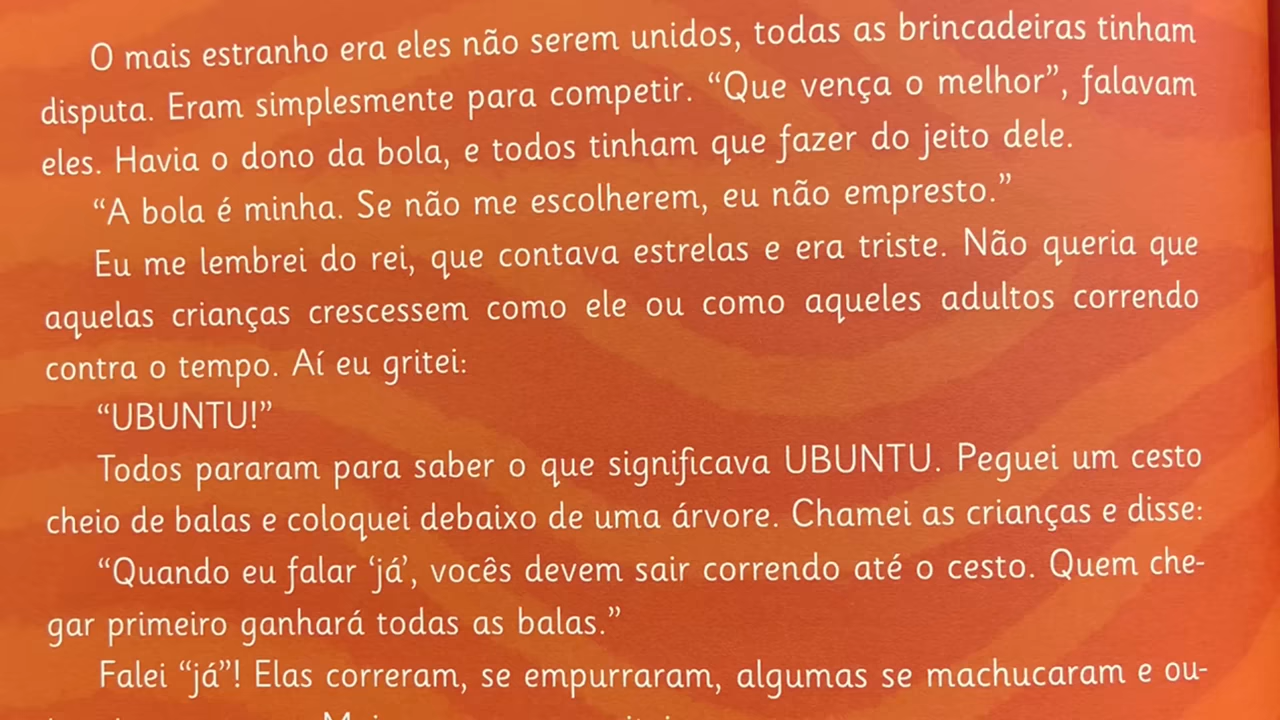 O mais estranho era eles não serem unidos, todas as brincadeiras tinham
disputa. Eram simplesmente para competir. “Que vença o melhor”, falavam
eles. Havia o dono da bola, e todos tinham que fazer do jeito dele.
“A bola é minha. Se não me escolherem, eu não empresto.”
Eu me lembrei do rei, que contava estrelas e era triste. Não queria que
aquelas crianças crescessem como ele ou como aqueles adultos correndo
contra o tempo. Aí eu gritei:
“UBUNTU!”
Todos pararam para saber o que significava UBUNTU. Peguei um cesto
cheio de balas e coloquei debaixo de uma árvore. Chamei as crianças e disse:
“Quando eu falar ‘já’, vocês devem sair correndo até o cesto. Quem che-
gar primeiro ganhará todas as balas.”
Falei “já”! Elas correram, se empurraram, algumas se machucaram e ou-